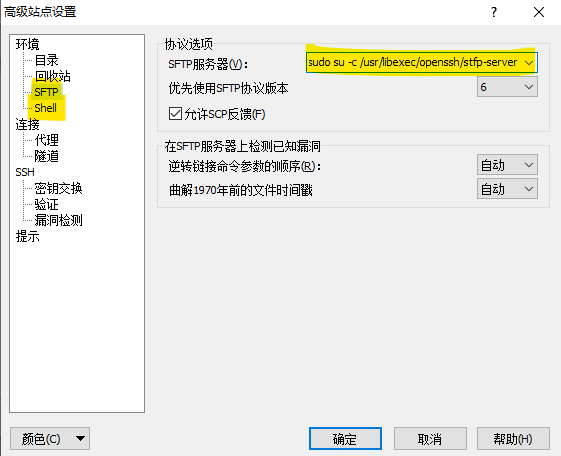 高级站点设置
环境
目录
回收站
SFTP
Shell
连接
代理
隧道
SSH
密钥交换
验证
漏洞检测
提示
协议选项
SFTP服务器(V): sudo su -c /usr/libexec/openssh/stfp-server
优先使用SFTP协议版本 6
允许SCP反馈(F)
在SFTP服务器上检测已知漏洞
逆转链接命令参数的顺序(R): 自动
曲解1970年前的文件时间戳 自动
颜色(C) 确定 取消 帮助(H)